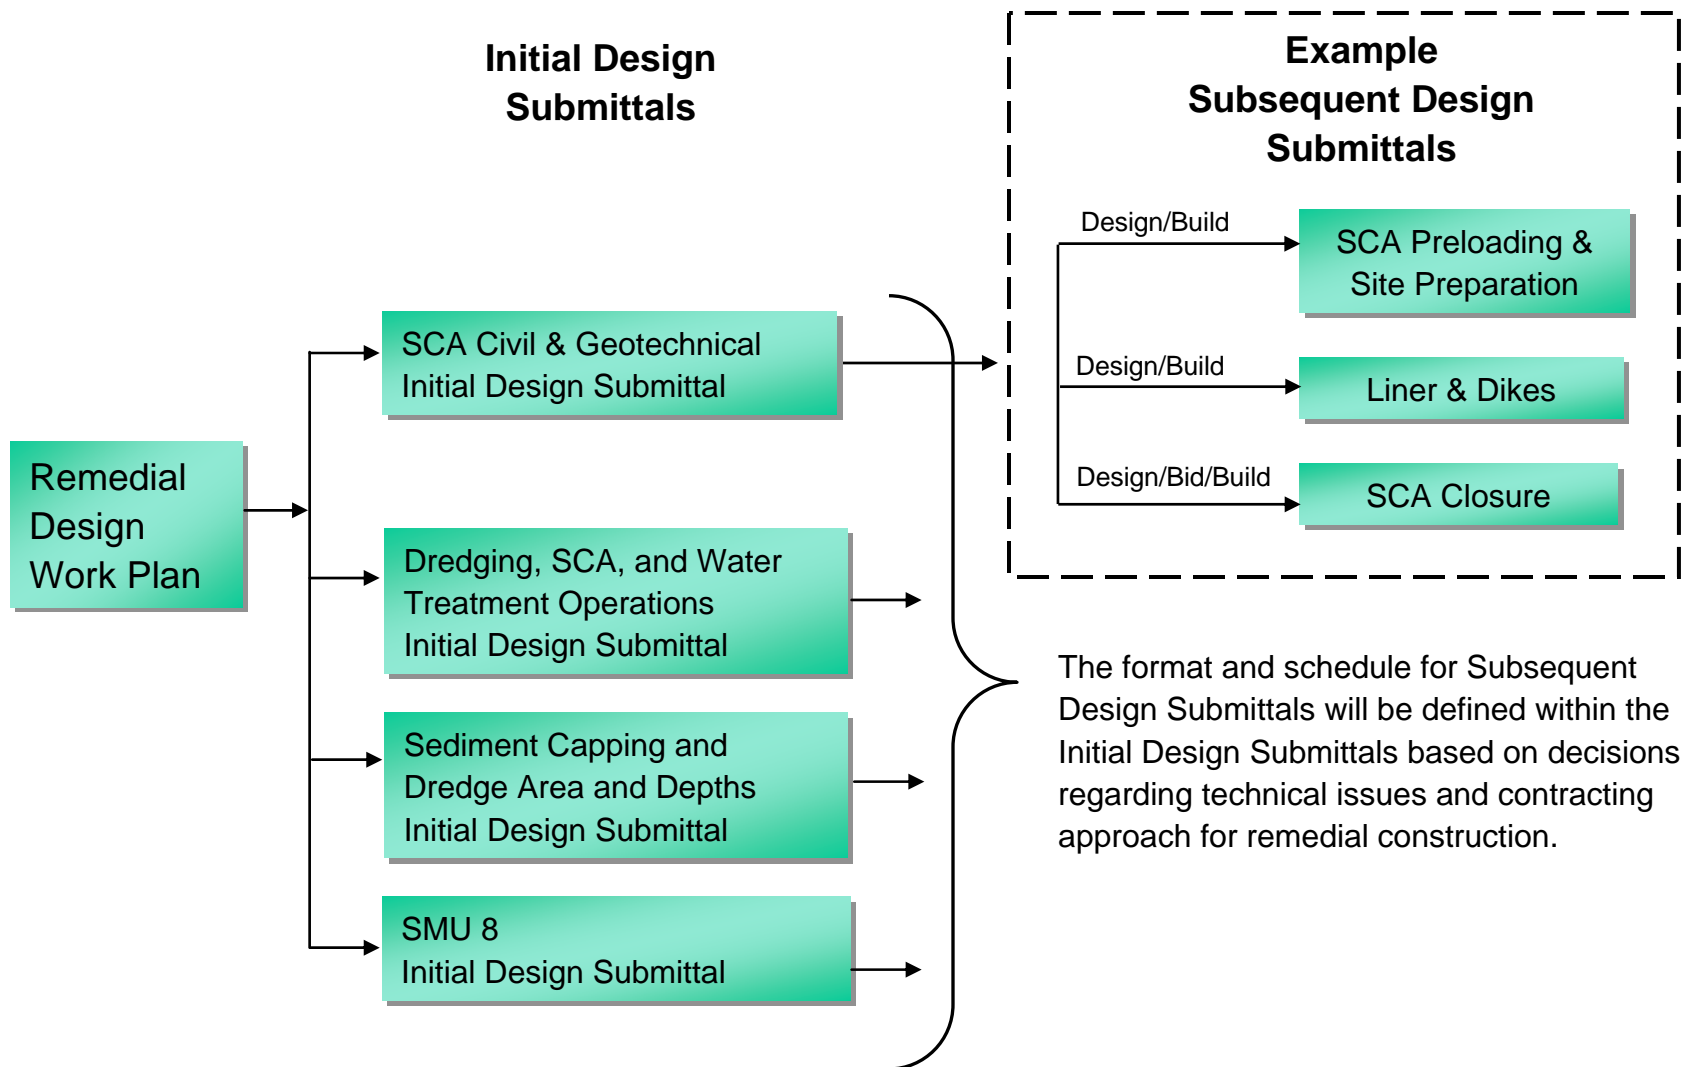 Initial Design
Submittals
Example
Subsequent Design
Submittals
Remedial
Design
Work Plan
SCA Civil & Geotechnical
Initial Design Submittal
Dredging, SCA, and Water
Treatment Operations
Initial Design Submittal
Sediment Capping and
Dredge Area and Depths
Initial Design Submittal
SMU 8
Initial Design Submittal
Design/Build
SCA Preloading &
Site Preparation
Design/Build
Liner & Dikes
Design/Bid/Build
SCA Closure
The format and schedule for Subsequent
Design Submittals will be defined within the
Initial Design Submittals based on decisions
regarding technical issues and contracting
approach for remedial construction.